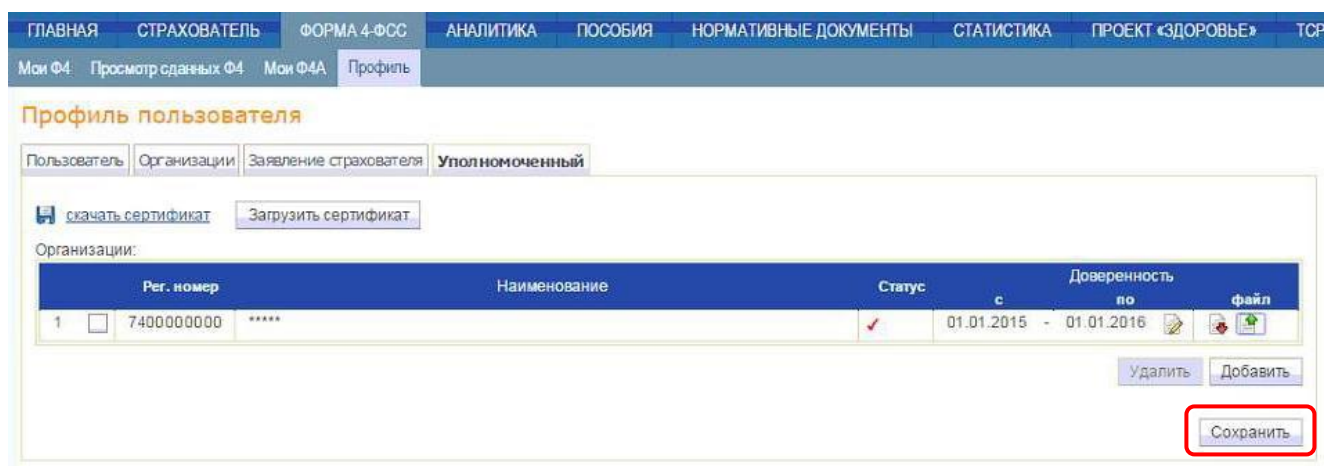 ГЛАВНАЯ СТРАХОВАТЕЛЬ ФОРМА 4-ФСС АНАЛИТИКА ПОСОБИЯ НОРМАТИВНЫЕ ДОКУМЕНТЫ СТАТИСТИКА ПРОЕКТ «ЗДОРОВЬЕ» ТСР
Мои Ф4 Просмотр сданных Ф4 Мои Ф4А Профиль
Профиль пользователя
Пользователь Организации Заявление страхователя Уполномоченный
скачать сертификат Загрузить сертификат
Организации:
Рег. номер Наименование Статус Доверенность
с по файл
1 7400000000 ***** 01.01.2015 - 01.01.2016
Удалить Добавить
Сохранить